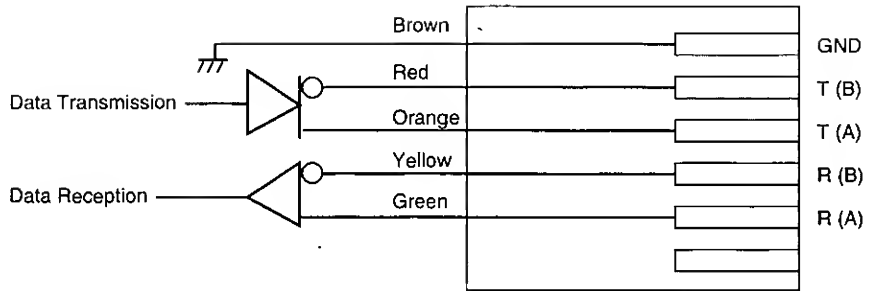 Brown GND
Red T (B)
Data Transmission
Orange T (A)
Yellow R (B)
Data Reception
Green R (A)